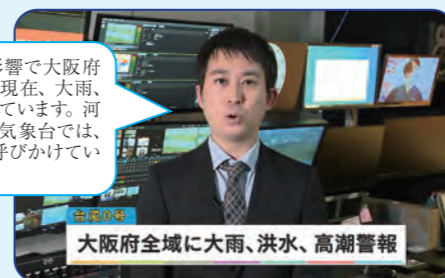 影響で大阪府
現在、大雨、
ています。河
気象台では、
呼びかけてい
台風0号
大阪府全域に大雨、洪水、高潮警報